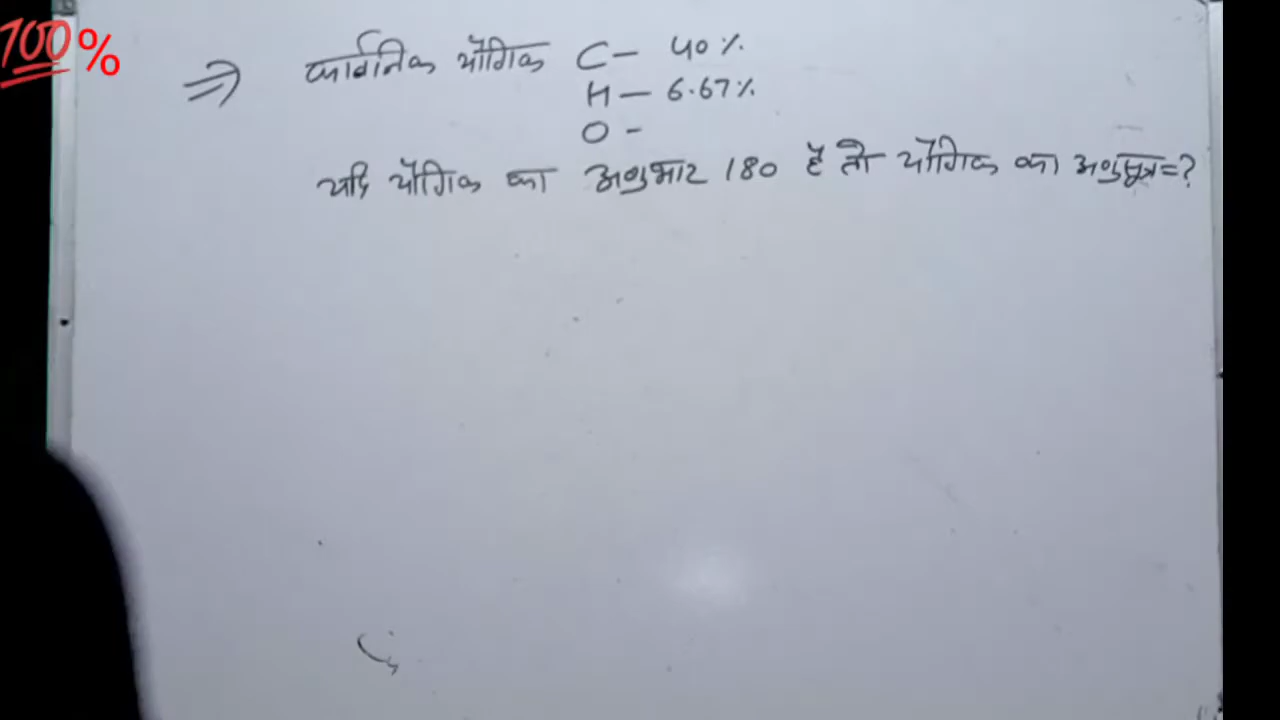 100%
⇒ कार्बनिक यौगिक C— 40%
H — 6.67%
O -
यदि यौगिक का अणुभार 180 है तो यौगिक का अणुसूत्र=?